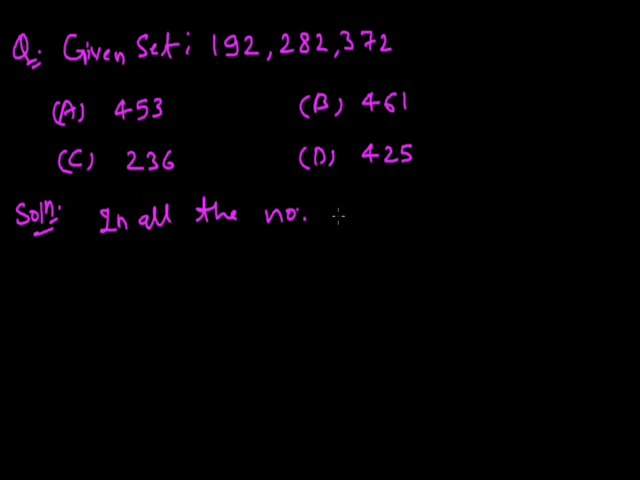 Q. Given Set: 192, 282, 372
(A) 453 (B) 461
(C) 236 (D) 425
Soln. In all the no.